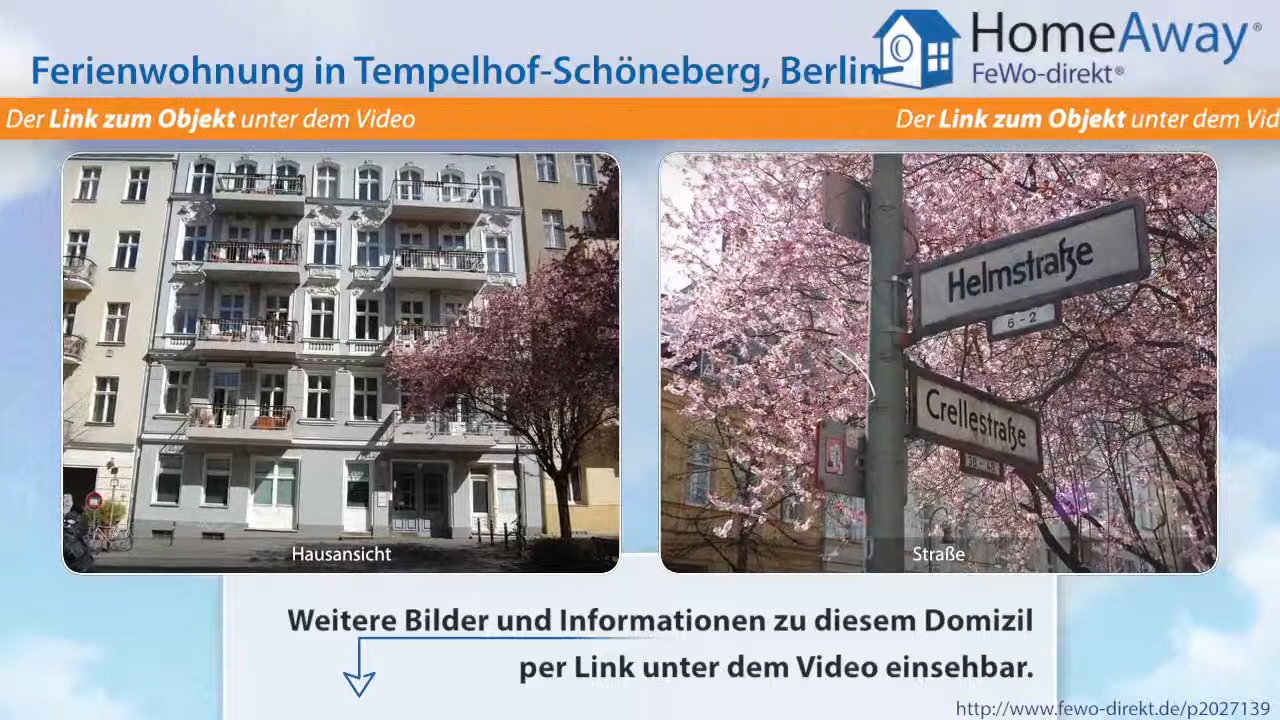 HomeAway®
FeWo-direkt®
Ferienwohnung in Tempelhof-Schöneberg, Berlin
Der Link zum Objekt unter dem Video
Der Link zum Objekt unter dem Vid
Helmstraße
6 - 2
Crellestraße
38 - 48
Hausansicht
Straße
Weitere Bilder und Informationen zu diesem Domizil
per Link unter dem Video einsehbar.
http://www.fewo-direkt.de/p2027139